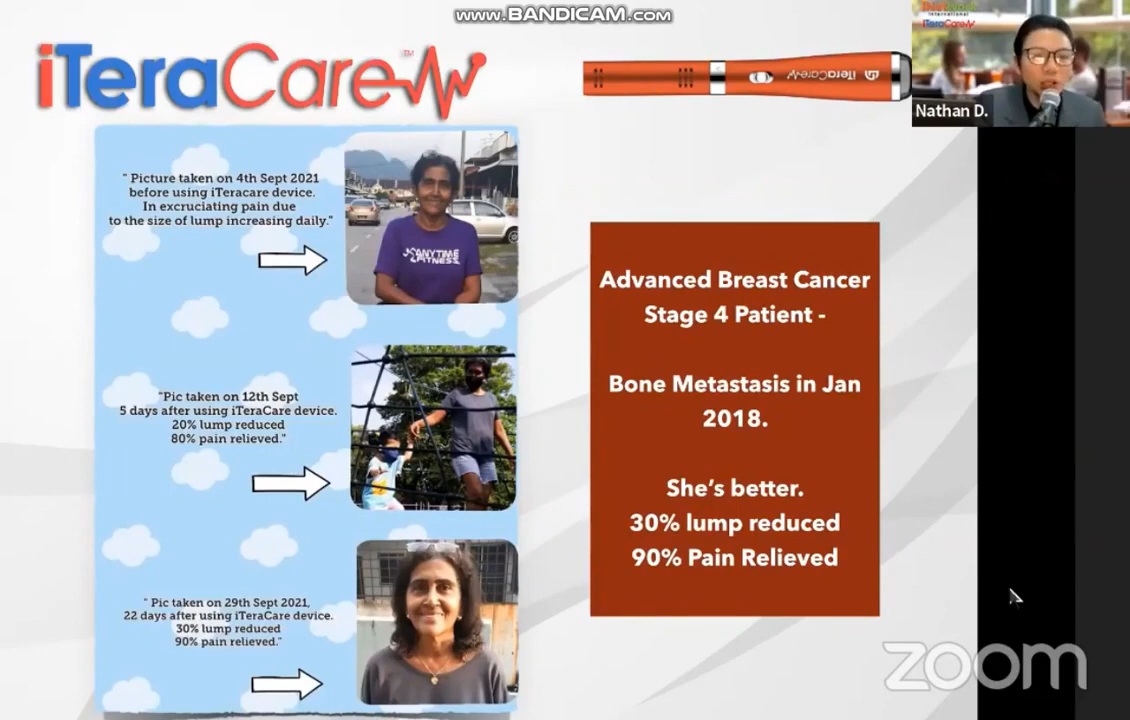 www.BANDICAM.com
iTeraCare
TM
iTeraCare
international
iTeraCare
Nathan D.
" Picture taken on 4th Sept 2021
before using iTeracare device.
In excruciating pain due
to the size of lump increasing daily."
ANYTIME
FITNESS
"Pic taken on 12th Sept
5 days after using iTeraCare device.
20% lump reduced
80% pain relieved."
" Pic taken on 29th Sept 2021,
22 days after using iTeraCare device.
30% lump reduced
90% pain relieved."
Advanced Breast Cancer
Stage 4 Patient -
Bone Metastasis in Jan
2018.
She's better.
30% lump reduced
90% Pain Relieved
zoom